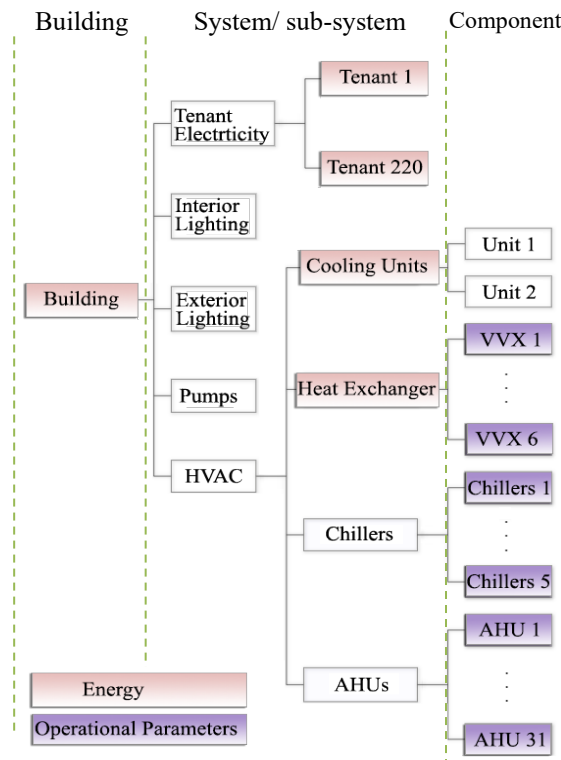 Building
System/ sub-system
Component
Tenant 1
Tenant
Electrticity
Tenant 220
Interior
Lighting
Unit 1
Cooling Units
Unit 2
Building
Exterior
Lighting
VVX 1
Pumps
Heat Exchanger
VVX 6
HVAC
Chillers 1
Chillers
Chillers 5
AHU 1
AHUs
AHU 31
Energy
Operational Parameters